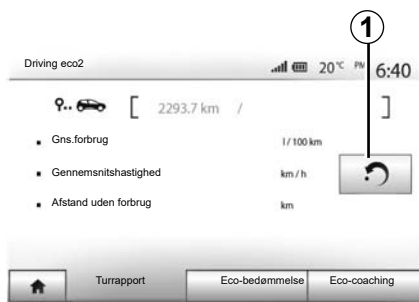 1
Driving eco2 20°C PM 6:40
[ 2293.7 km / ]
Gns.forbrug l / 100 km
Gennemsnitshastighed km / h
Afstand uden forbrug km
Turrapport Eco-bedømmelse Eco-coaching